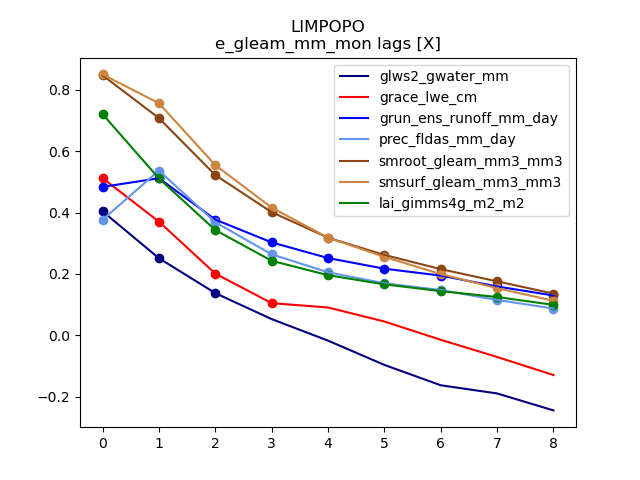 LIMPOPO
e_gleam_mm_mon lags [X]
glws2_gwater_mm
grace_lwe_cm
grun_ens_runoff_mm_day
prec_fldas_mm_day
smroot_gleam_mm3_mm3
smsurf_gleam_mm3_mm3
lai_gimms4g_m2_m2
0.8
0.6
0.4
0.2
0.0
−0.2
0 1 2 3 4 5 6 7 8